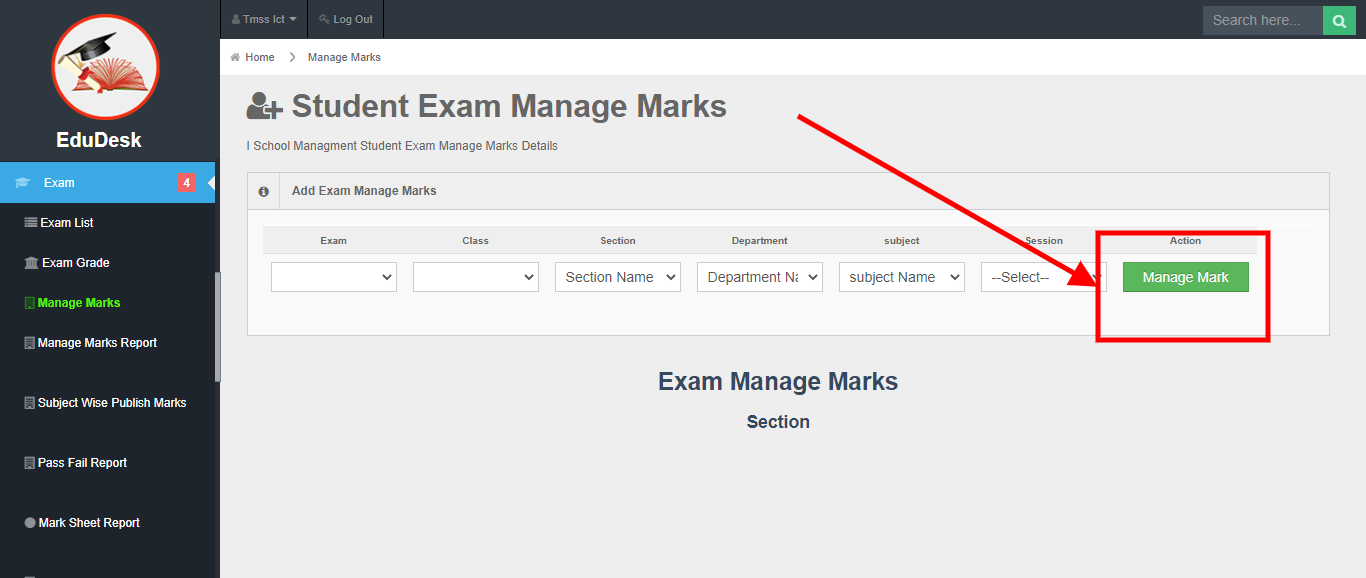 Tmss Ict
Log Out
Search here...
EduDesk
Home
Manage Marks
Student Exam Manage Marks
I School Managment Student Exam Manage Marks Details
Exam 4
Exam List
Exam Grade
Manage Marks
Manage Marks Report
Subject Wise Publish Marks
Pass Fail Report
Mark Sheet Report
Add Exam Manage Marks
Exam Class Section Department subject Session Action
Section Name Department Na subject Name --Select-- Manage Mark
Exam Manage Marks
Section